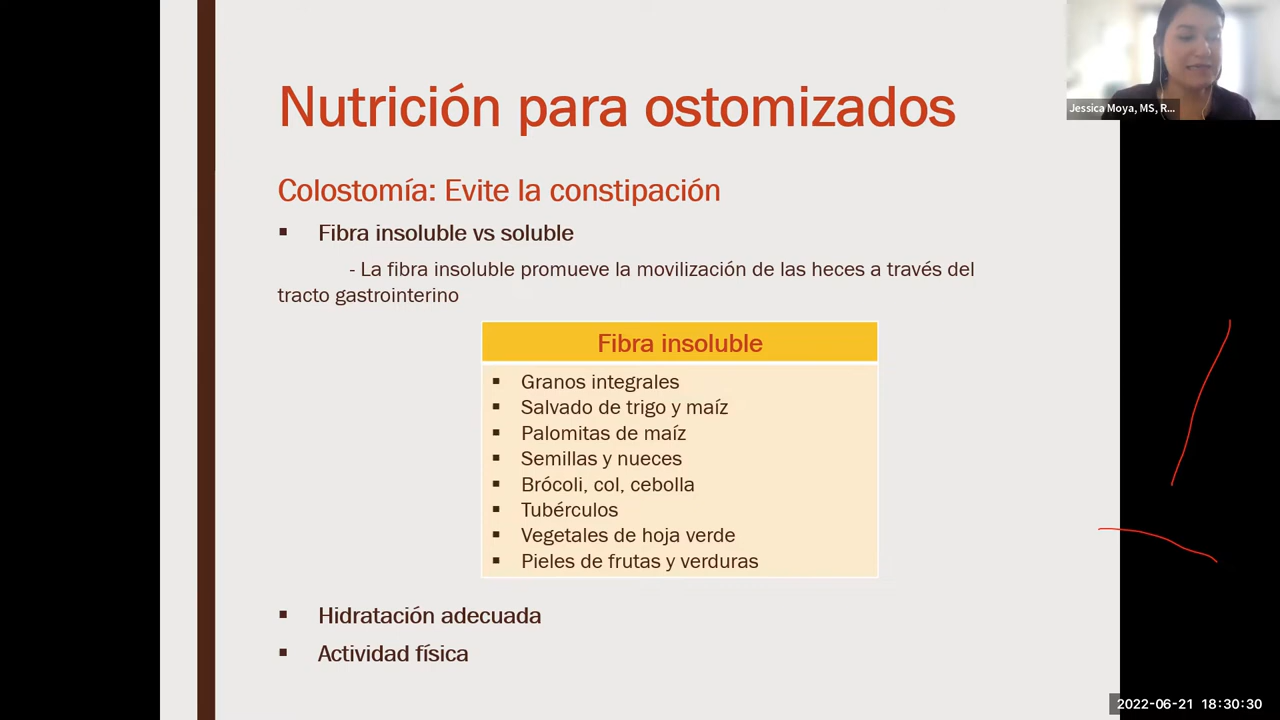 Nutrición para ostomizados
Jessica Moya, MS, R...
Colostomía: Evite la constipación
▪ Fibra insoluble vs soluble
- La fibra insoluble promueve la movilización de las heces a través del
tracto gastrointerino
Fibra insoluble
▪ Granos integrales
▪ Salvado de trigo y maíz
▪ Palomitas de maíz
▪ Semillas y nueces
▪ Brócoli, col, cebolla
▪ Tubérculos
▪ Vegetales de hoja verde
▪ Pieles de frutas y verduras
▪ Hidratación adecuada
▪ Actividad física
2022-06-21 18:30:30